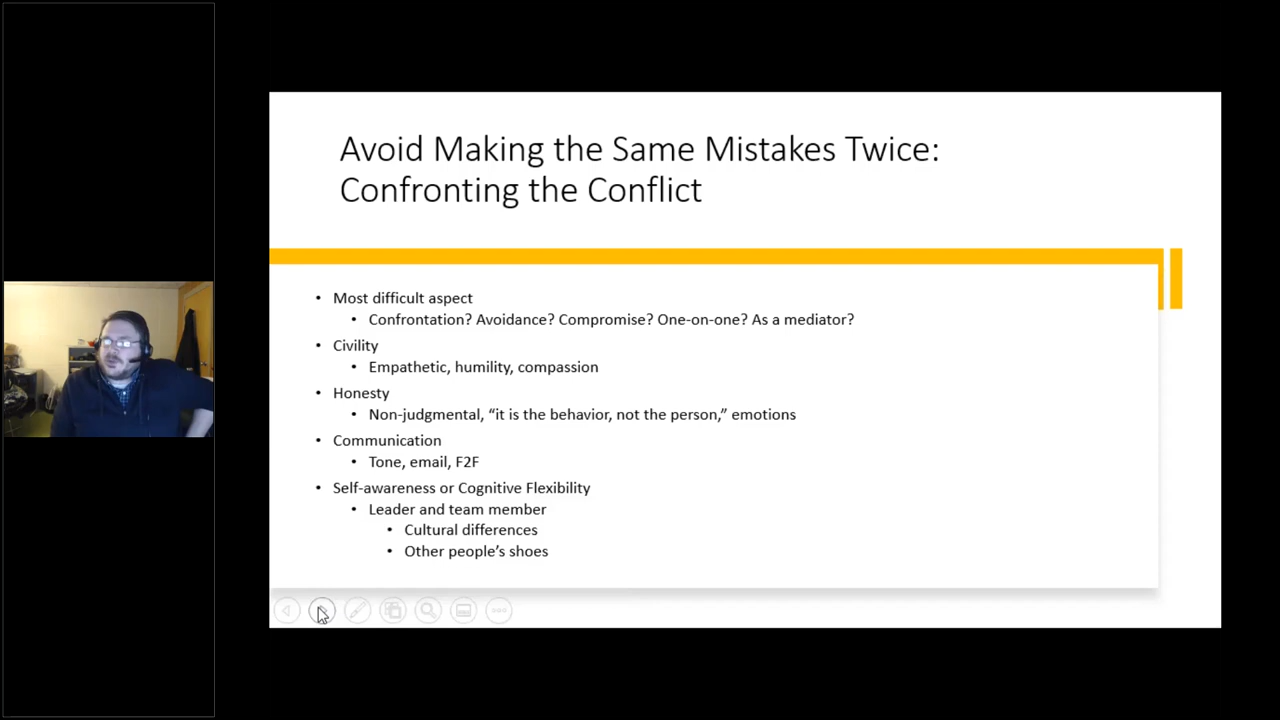 Avoid Making the Same Mistakes Twice:
Confronting the Conflict
• Most difficult aspect
• Confrontation? Avoidance? Compromise? One-on-one? As a mediator?
• Civility
• Empathetic, humility, compassion
• Honesty
• Non-judgmental, “it is the behavior, not the person,” emotions
• Communication
• Tone, email, F2F
• Self-awareness or Cognitive Flexibility
• Leader and team member
• Cultural differences
• Other people’s shoes